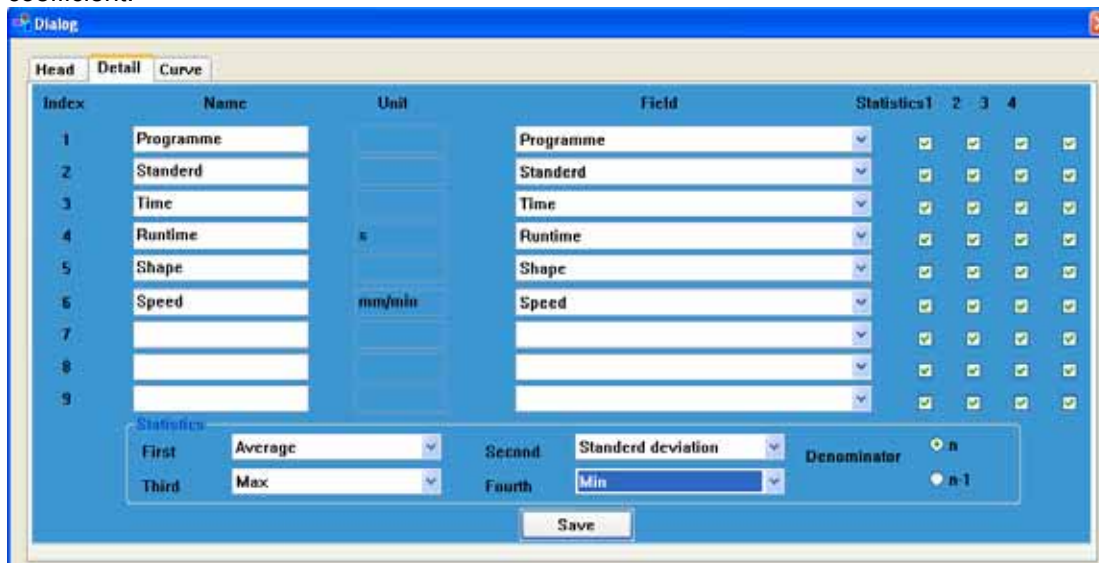 Dialog
Head Detail Curve
Index Name Unit Field Statistics1 2 3 4
1 Programme Programme
2 Standerd Standerd
3 Time Time
4 Runtime s Runtime
5 Shape Shape
6 Speed mm/min Speed
7
8
9
Statistics
First Average Second Standerd deviation Denominator n
Third Max Fourth Min n-1
Save